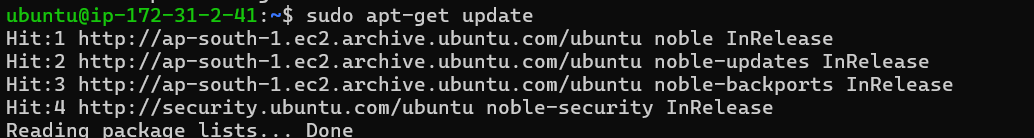 ubuntu@ip-172-31-2-41:~$ sudo apt-get update
Hit:1 http://ap-south-1.ec2.archive.ubuntu.com/ubuntu noble InRelease
Hit:2 http://ap-south-1.ec2.archive.ubuntu.com/ubuntu noble-updates InRelease
Hit:3 http://ap-south-1.ec2.archive.ubuntu.com/ubuntu noble-backports InRelease
Hit:4 http://security.ubuntu.com/ubuntu noble-security InRelease
Reading package lists... Done